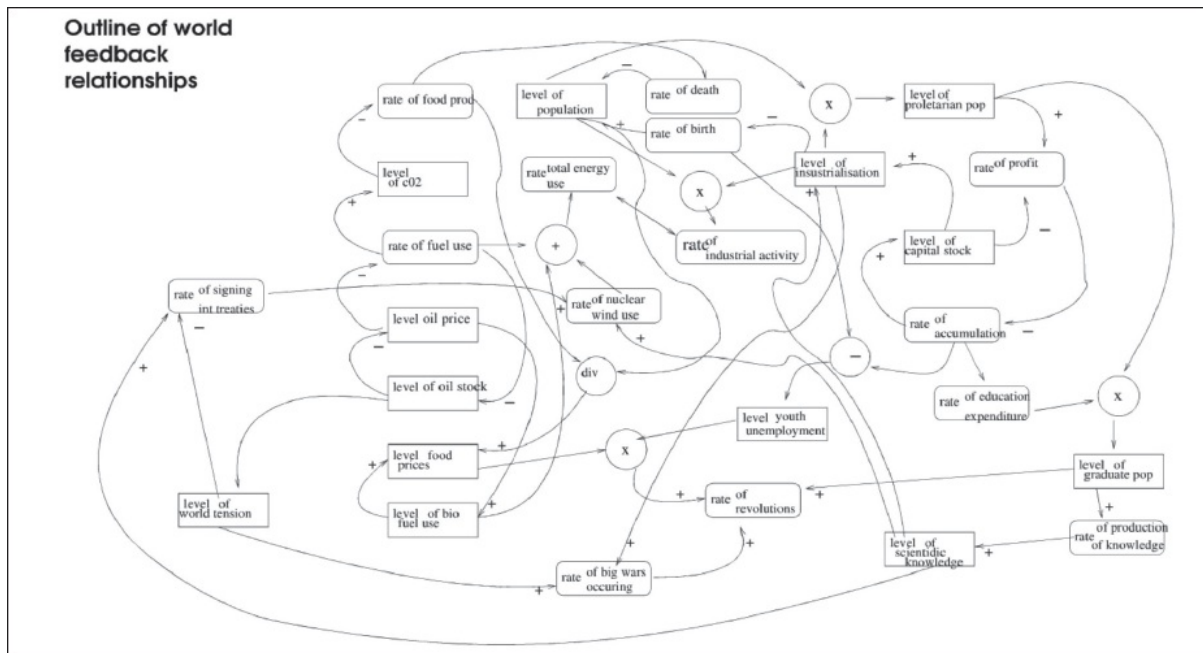 Outline of world
feedback
relationships
rate of food prod
level of
population
rate of death
rate of birth
x
level of
proletarian pop
+
−
+
−
−
level
of c02
rate total energy
use
x
level of
insustrialisation
+
+
rate of profit
+
rate of fuel use
+
rate of
industrial activity
level of
capital stock
−
+
−
rate of signing
int treaties
−
rate of nuclear
wind use
+
+
level oil price
−
rate of
accumulation
−
−
+
level of oil stock
−
div
rate of education
expenditure
x
level youth
unemployment
level food
prices
+
+
x
level of
graduate pop
level of
world tension
level of bio
fuel use
+
rate of
revolutions
+
+
+
rate of production
of knowledge
level of
scientidic
knowledge
+
+
+
rate of big wars
occuring
+